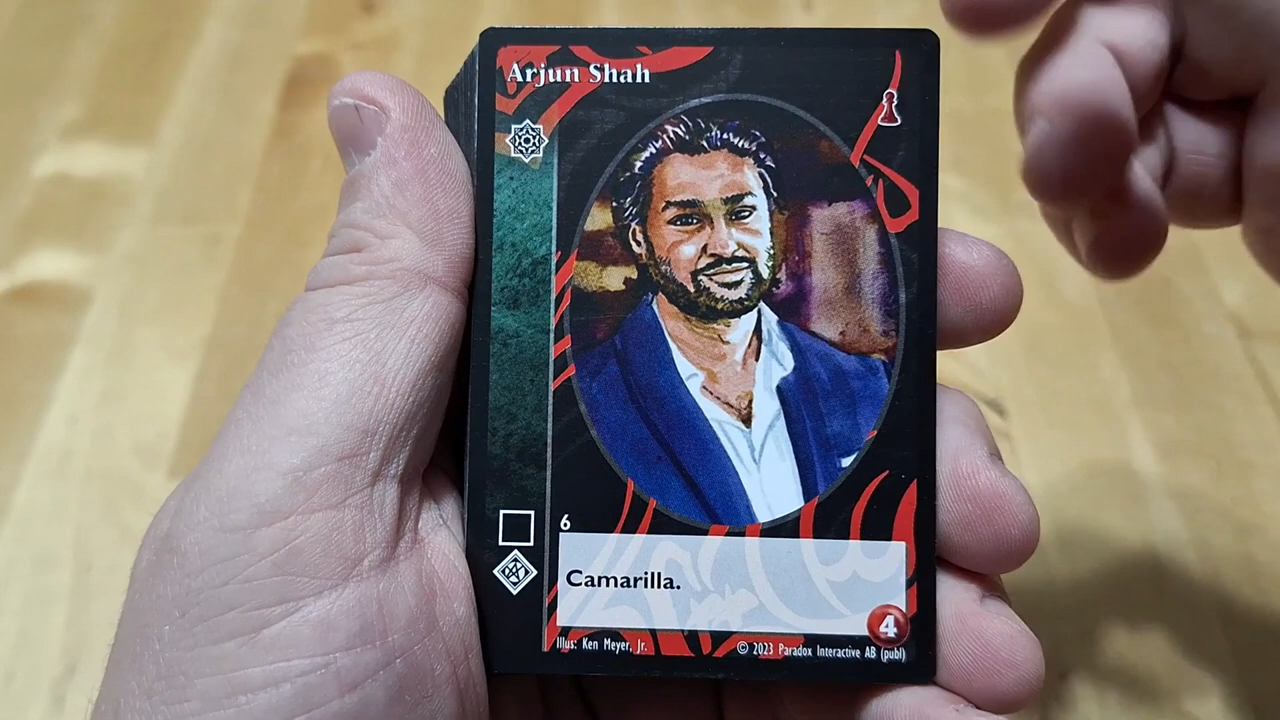 Arjun Shah
6
Camarilla.
4
Illus: Ken Meyer, Jr.
© 2023 Paradox Interactive AB (publ)